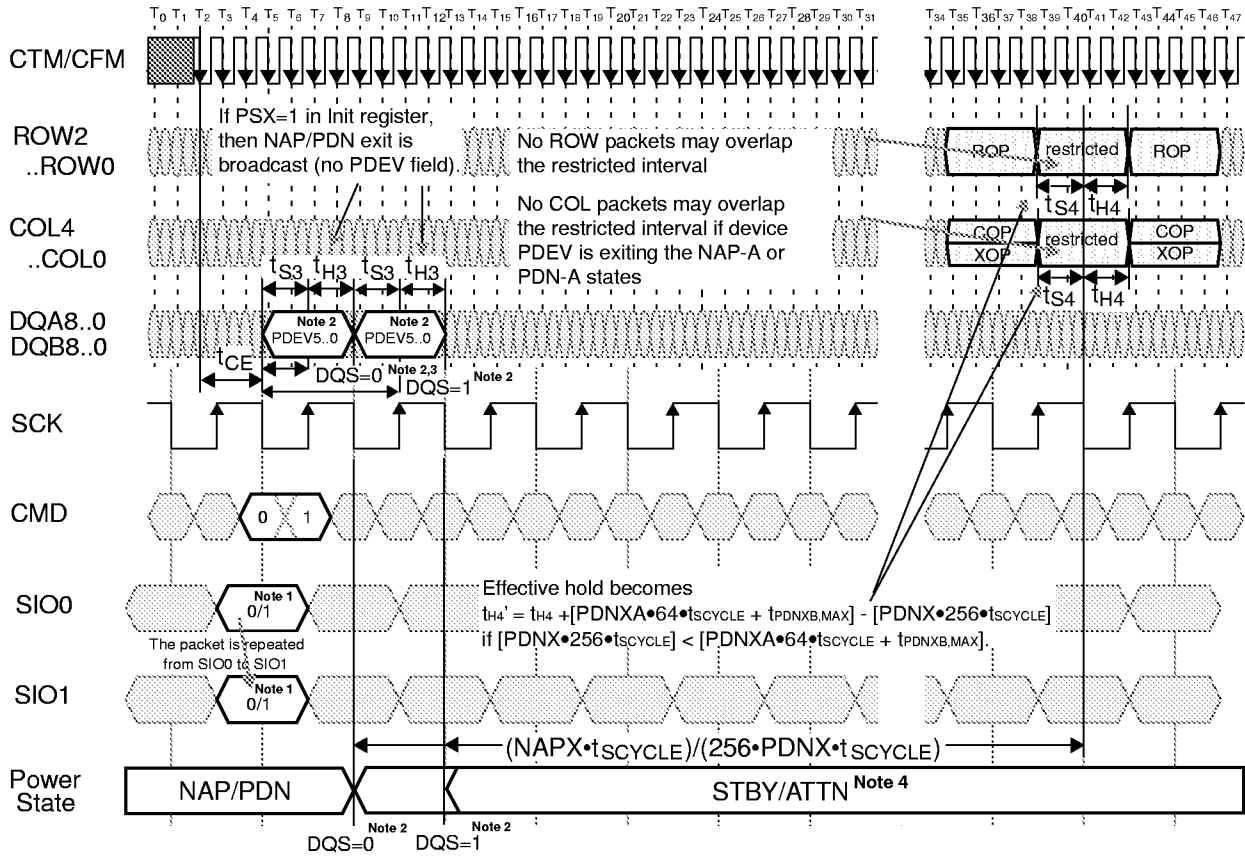 T0 T1 T2 T3 T4 T5 T6 T7 T8 T9 T10 T11 T12 T13 T14 T15 T16 T17 T18 T19 T20 T21 T22 T23 T24 T25 T26 T27 T28 T29 T30 T31 T34 T35 T36 T37 T38 T39 T40 T41 T42 T43 T44 T45 T46 T47
CTM/CFM
If PSX=1 in Init register,
then NAP/PDN exit is
broadcast (no PDEV field).
ROW2
..ROW0
No ROW packets may overlap
the restricted interval
ROP restricted ROP
tS4 tH4
COL4
..COL0
No COL packets may overlap
the restricted interval if device
PDEV is exiting the NAP-A or
PDN-A states
COP restricted COP
XOP XOP
tS4 tH4
tS3 tH3 tS3 tH3
DQA8..0
DQB8..0
Note 2 Note 2
PDEV5..0 PDEV5..0
tCE
DQS=0 Note 2,3
DQS=1 Note 2
SCK
CMD
0 1
SIO0
Note 1
0/1
Effective hold becomes
tH4' = tH4 +[PDNXA•64•tSCYCLE + tPDNXB,MAX] - [PDNX•256•tSCYCLE]
if [PDNX•256•tSCYCLE] < [PDNXA•64•tSCYCLE + tPDNXB,MAX].
The packet is repeated
from SIO0 to SIO1
SIO1
Note 1
0/1
(NAPX•tSCYCLE)/(256•PDNX•tSCYCLE)
Power
State
NAP/PDN
STBY/ATTN Note 4
DQS=0 Note 2 DQS=1 Note 2